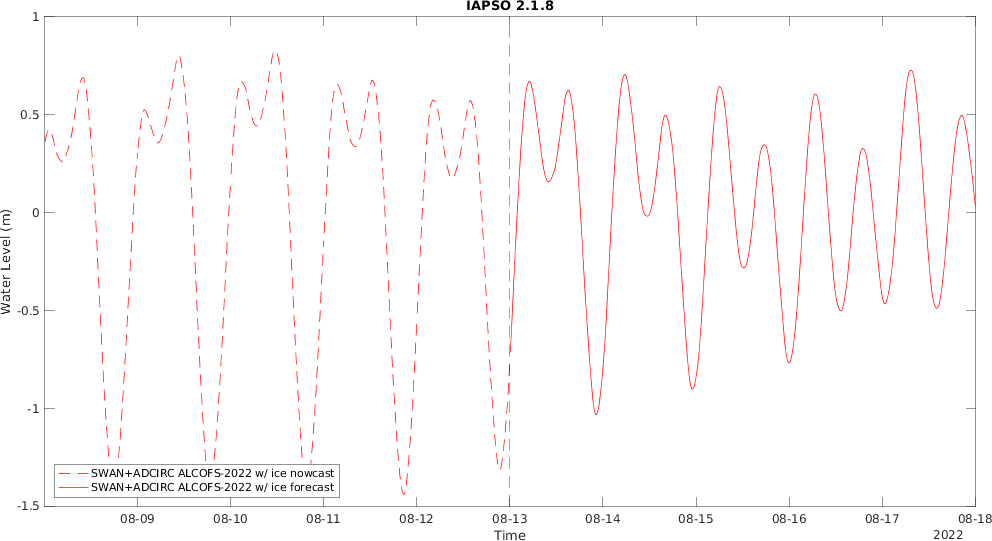 IAPSO 2.1.8
1
0.5
0
-0.5
-1
-1.5
Water Level (m)
SWAN+ADCIRC ALCOFS-2022 w/ ice nowcast
SWAN+ADCIRC ALCOFS-2022 w/ ice forecast
08-09 08-10 08-11 08-12 08-13 08-14 08-15 08-16 08-17 08-18
Time
2022